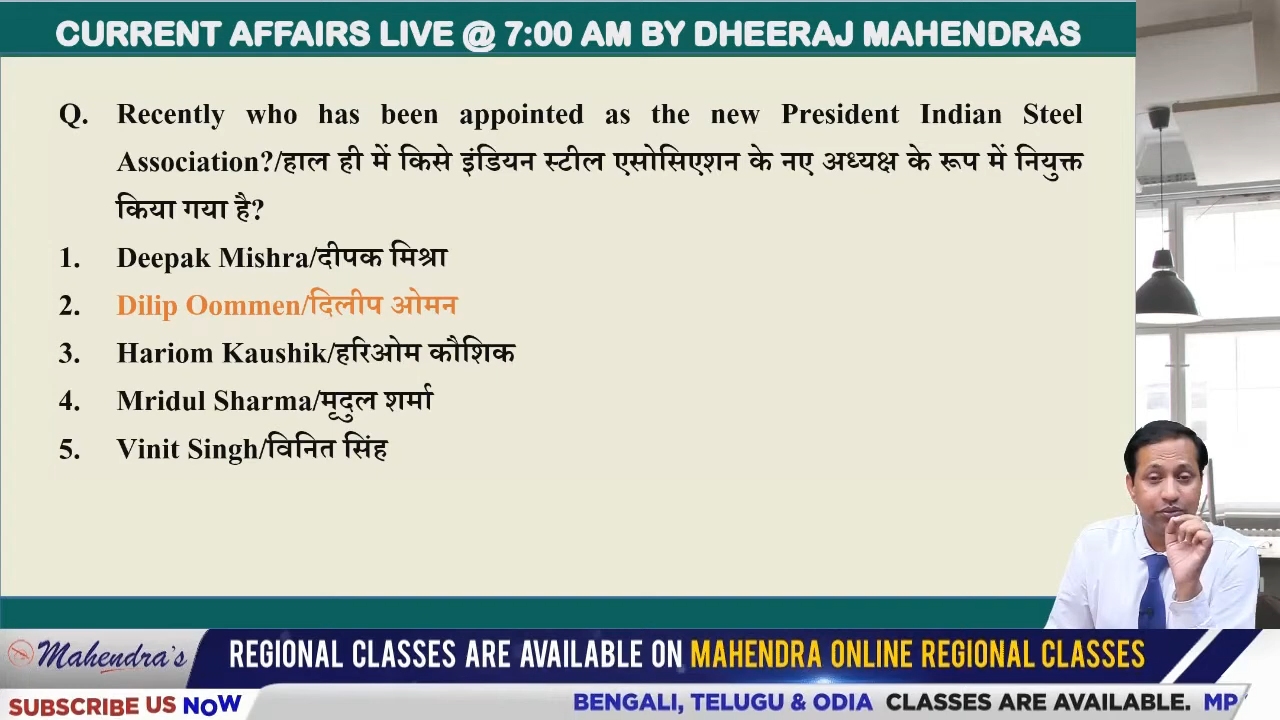 CURRENT AFFAIRS LIVE @ 7:00 AM BY DHEERAJ MAHENDRAS
Q. Recently who has been appointed as the new President Indian Steel
Association?/हाल ही में किसे इंडियन स्टील एसोसिएशन के नए अध्यक्ष के रूप में नियुक्त
किया गया है?
1. Deepak Mishra/दीपक मिश्रा
2. Dilip Oommen/दिलीप ओमन
3. Hariom Kaushik/हरिओम कौशिक
4. Mridul Sharma/मृदुल शर्मा
5. Vinit Singh/विनित सिंह
Mahendra's REGIONAL CLASSES ARE AVAILABLE ON MAHENDRA ONLINE REGIONAL CLASSES
SUBSCRIBE US NOW BENGALI, TELUGU & ODIA CLASSES ARE AVAILABLE. MP